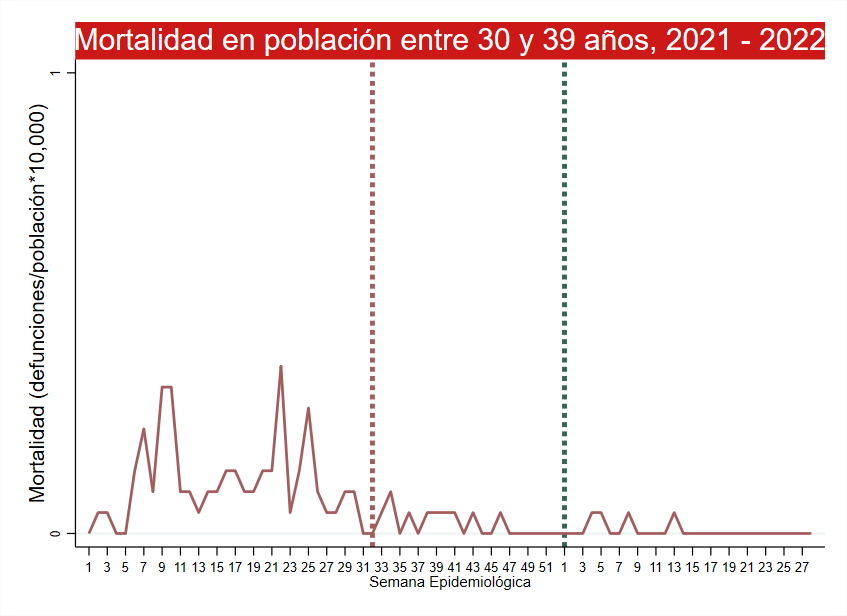 Mortalidad en población entre 30 y 39 años, 2021 - 2022
Mortalidad (defunciones/población*10,000)
1
0
1 3 5 7 9 11 13 15 17 19 21 23 25 27 29 31 33 35 37 39 41 43 45 47 49 51 1 3 5 7 9 11 13 15 17 19 21 23 25 27
Semana Epidemiológica